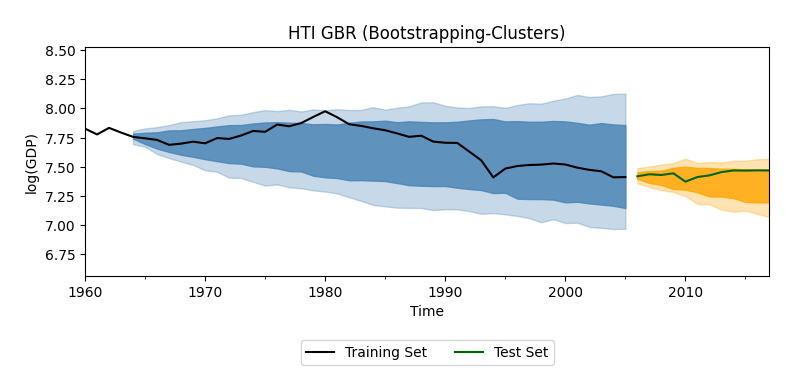 HTI GBR (Bootstrapping-Clusters)
8.50
8.25
8.00
7.75
7.50
7.25
7.00
6.75
log(GDP)
1960 1970 1980 1990 2000 2010
Time
Training Set Test Set